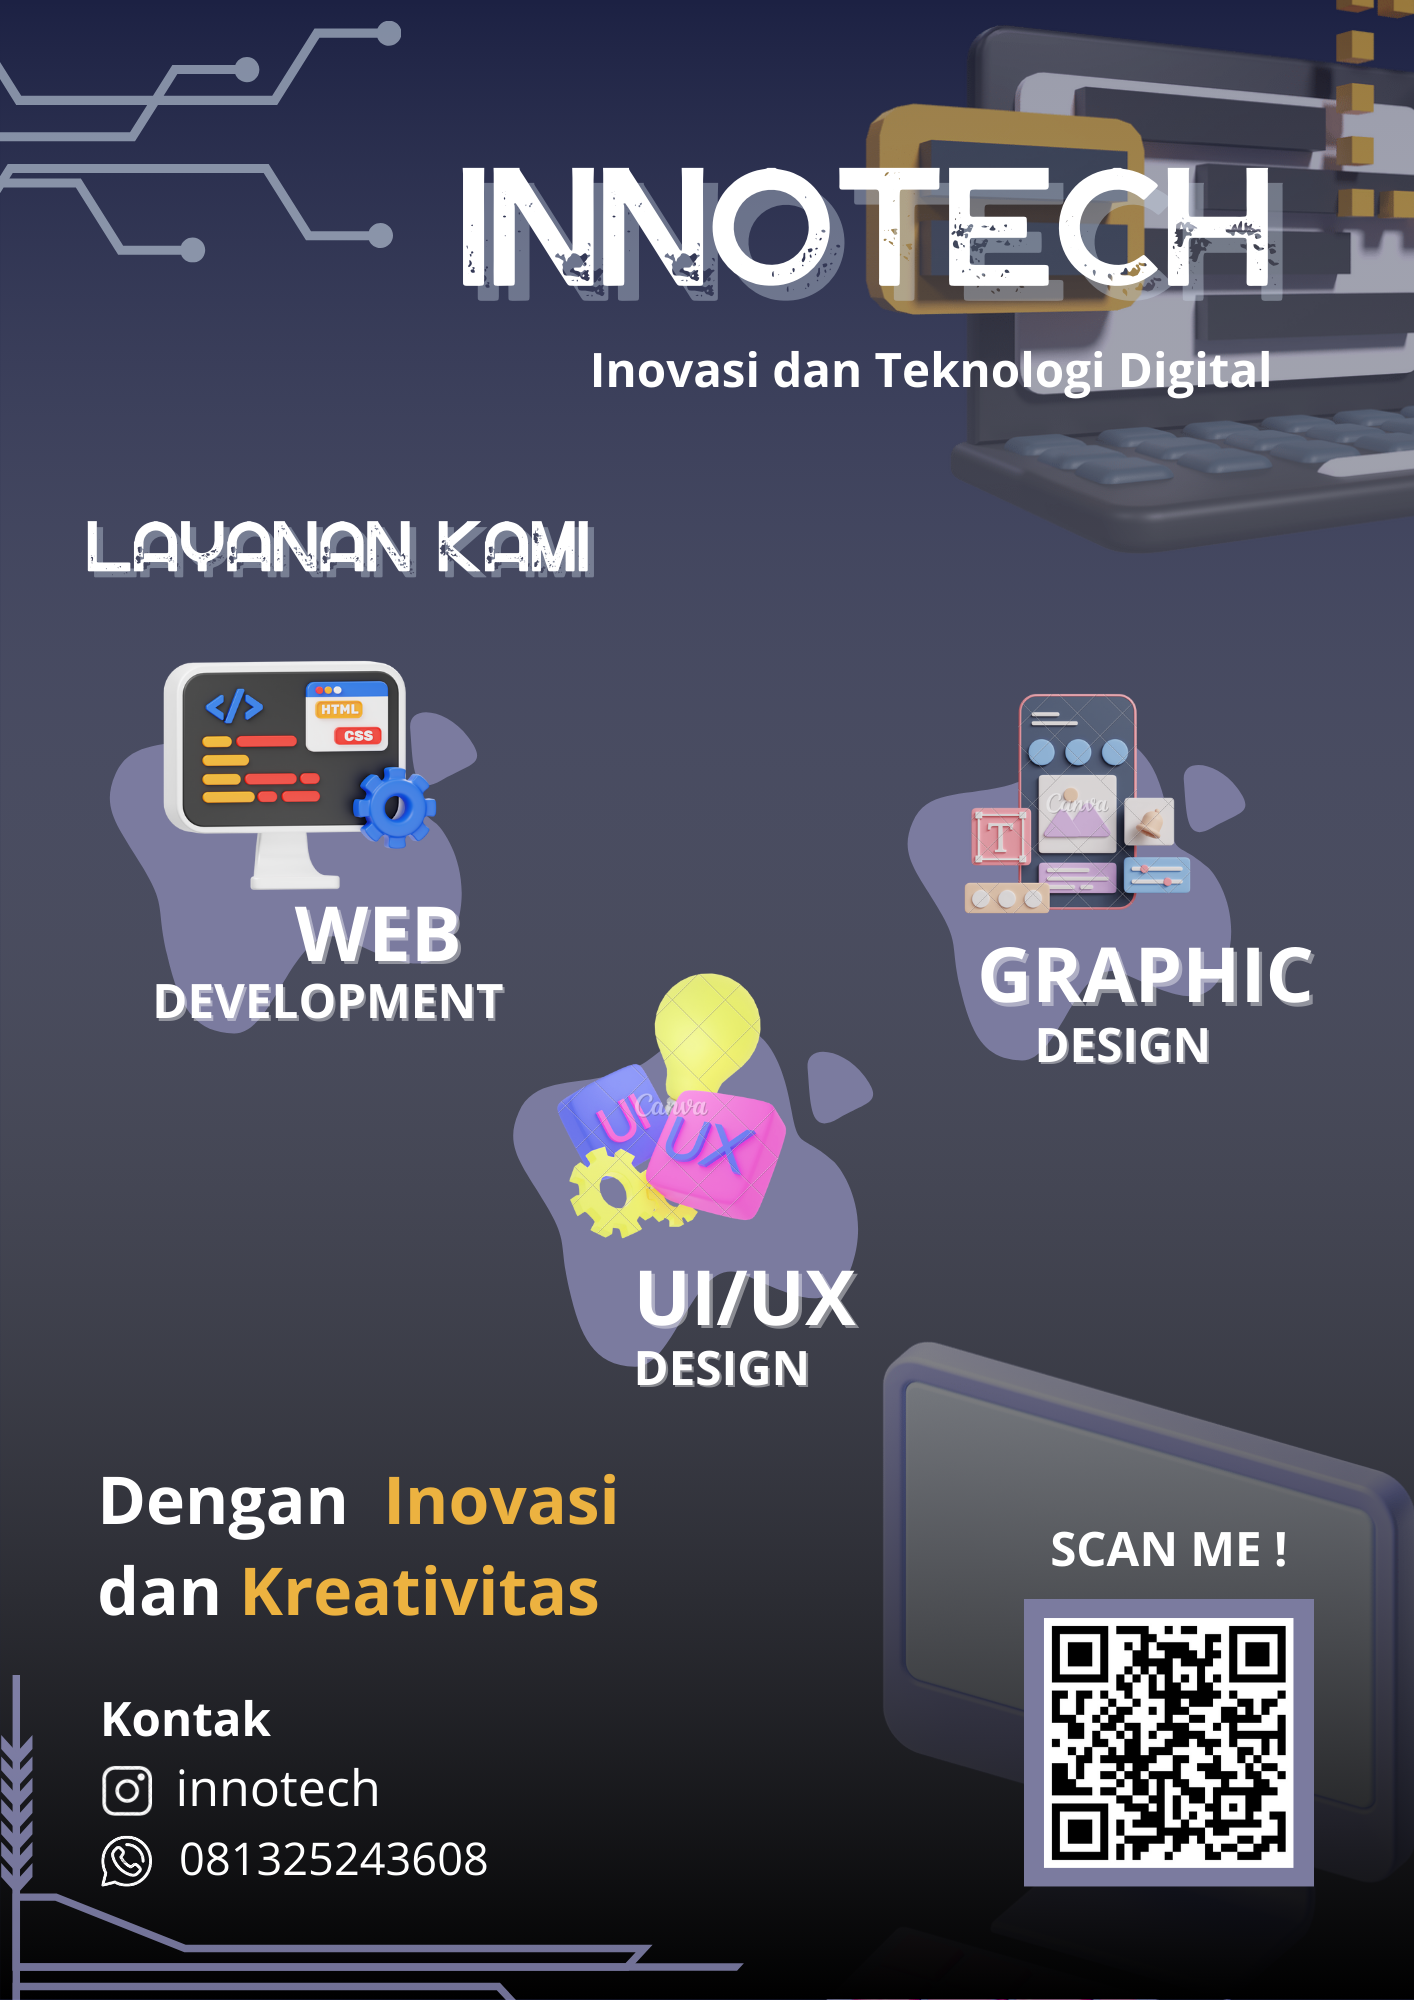 INNOTECH
Inovasi dan Teknologi Digital
LAYANAN KAMI
</>
HTML
CSS
WEB
DEVELOPMENT
Canva
T
GRAPHIC
DESIGN
UI
Canva
UX
UI/UX
DESIGN
Dengan Inovasi
dan Kreativitas
SCAN ME !
Kontak
innotech
081325243608